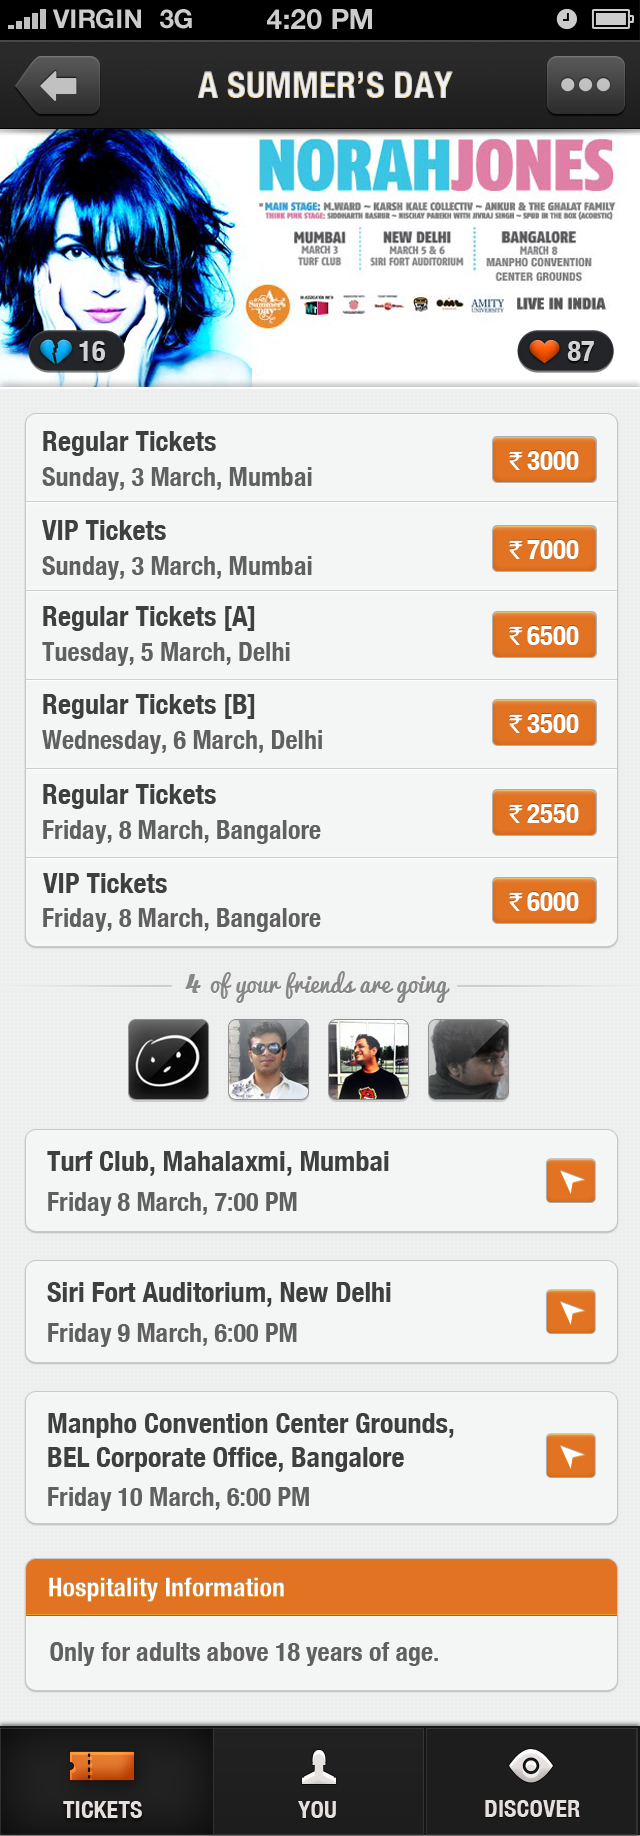 VIRGIN 3G 4:20 PM
A SUMMER'S DAY
NORAHJONES
* MAIN STAGE: M.WARD ~ KARSH KALE COLLECTIV ~ ANKUR & THE GHALAT FAMILY
THINK PINK STAGE: SIDDHARTH BASRUR ~ NISCHAY PAREKH WITH JIVRAJ SINGH ~ SPUD IN THE BOX (ACOUSTIC)
MUMBAI
MARCH 3
TURF CLUB
NEW DELHI
MARCH 5 & 6
SIRI FORT AUDITORIUM
BANGALORE
MARCH 8
MANPHO CONVENTION
CENTER GROUNDS
A Summer's Day
AMITY
UNIVERSITY
LIVE IN INDIA
16
87
Regular Tickets
Sunday, 3 March, Mumbai
₹ 3000
VIP Tickets
Sunday, 3 March, Mumbai
₹ 7000
Regular Tickets [A]
Tuesday, 5 March, Delhi
₹ 6500
Regular Tickets [B]
Wednesday, 6 March, Delhi
₹ 3500
Regular Tickets
Friday, 8 March, Bangalore
₹ 2550
VIP Tickets
Friday, 8 March, Bangalore
₹ 6000
4 of your friends are going
Turf Club, Mahalaxmi, Mumbai
Friday 8 March, 7:00 PM
Siri Fort Auditorium, New Delhi
Friday 9 March, 6:00 PM
Manpho Convention Center Grounds,
BEL Corporate Office, Bangalore
Friday 10 March, 6:00 PM
Hospitality Information
Only for adults above 18 years of age.
TICKETS
YOU
DISCOVER